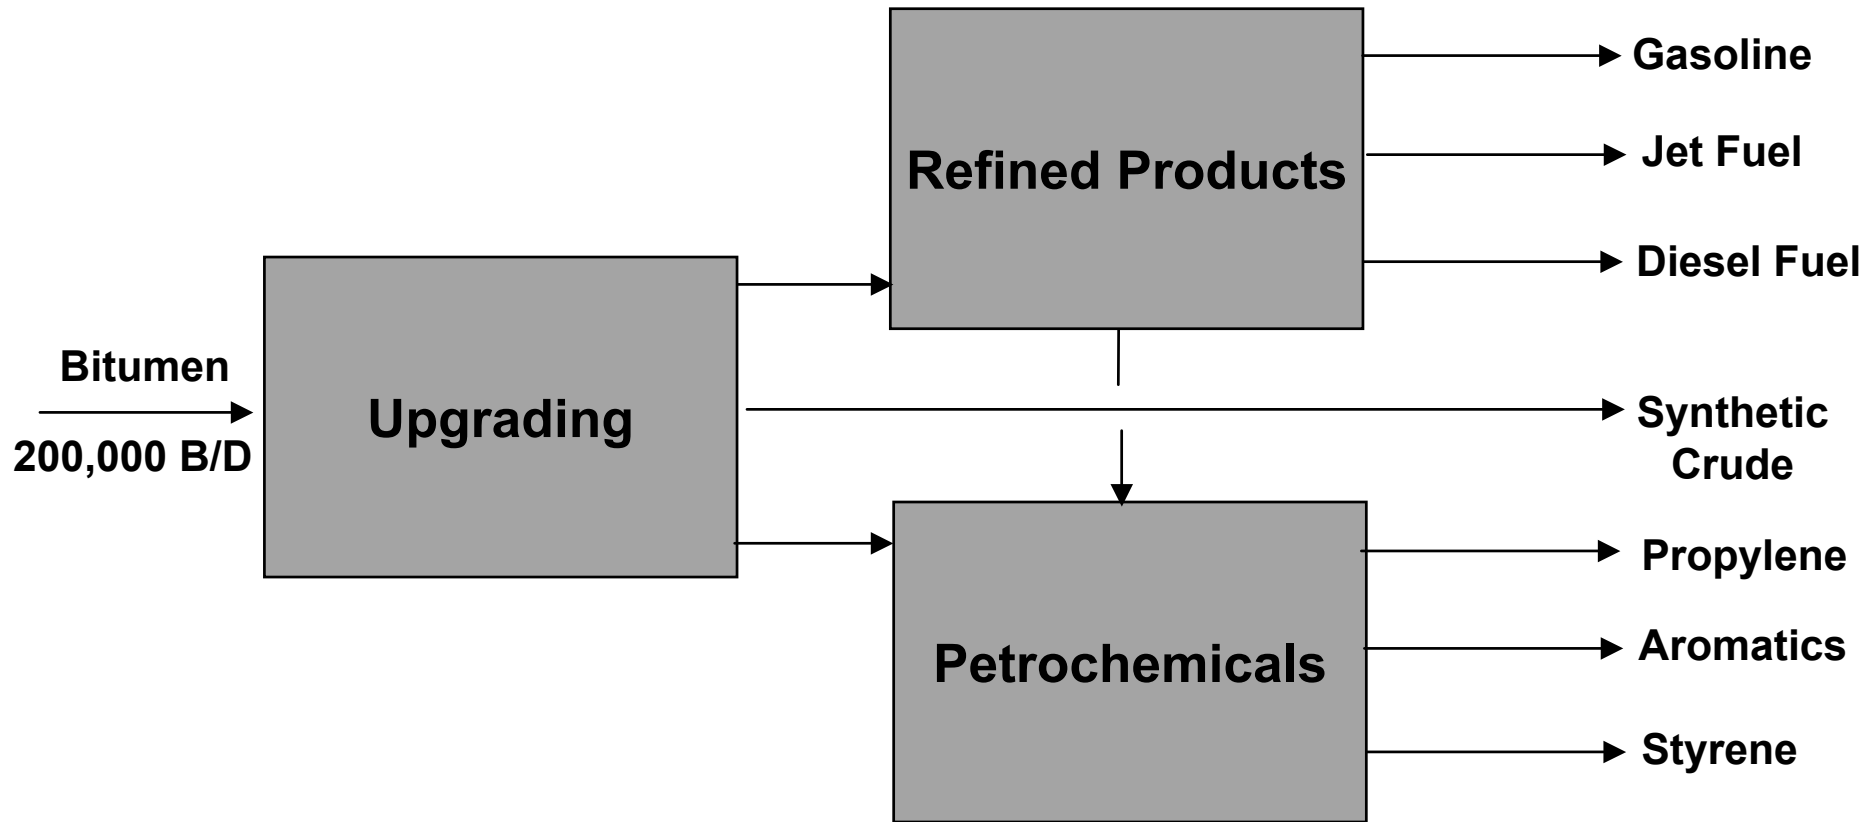 Gasoline
Jet Fuel
Refined Products
Diesel Fuel
Bitumen
200,000 B/D
Upgrading
Synthetic
Crude
Propylene
Aromatics
Petrochemicals
Styrene